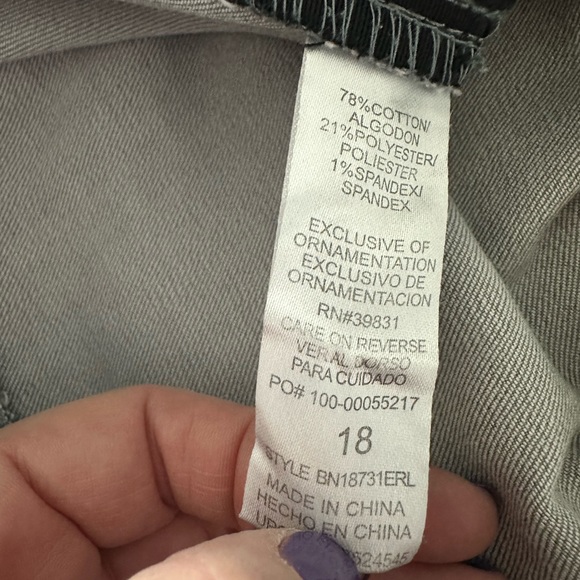 78%COTTON/
ALGODON
21%POLYESTER/
POLIESTER
1%SPANDEX/
SPANDEX
EXCLUSIVE OF
ORNAMENTATION
EXCLUSIVO DE
ORNAMENTACION
RN#39831
CARE ON REVERSE
VER AL DORSO
PARA CUIDADO
PO# 100-00055217
18
STYLE BN18731ERL
MADE IN CHINA
HECHO EN CHINA